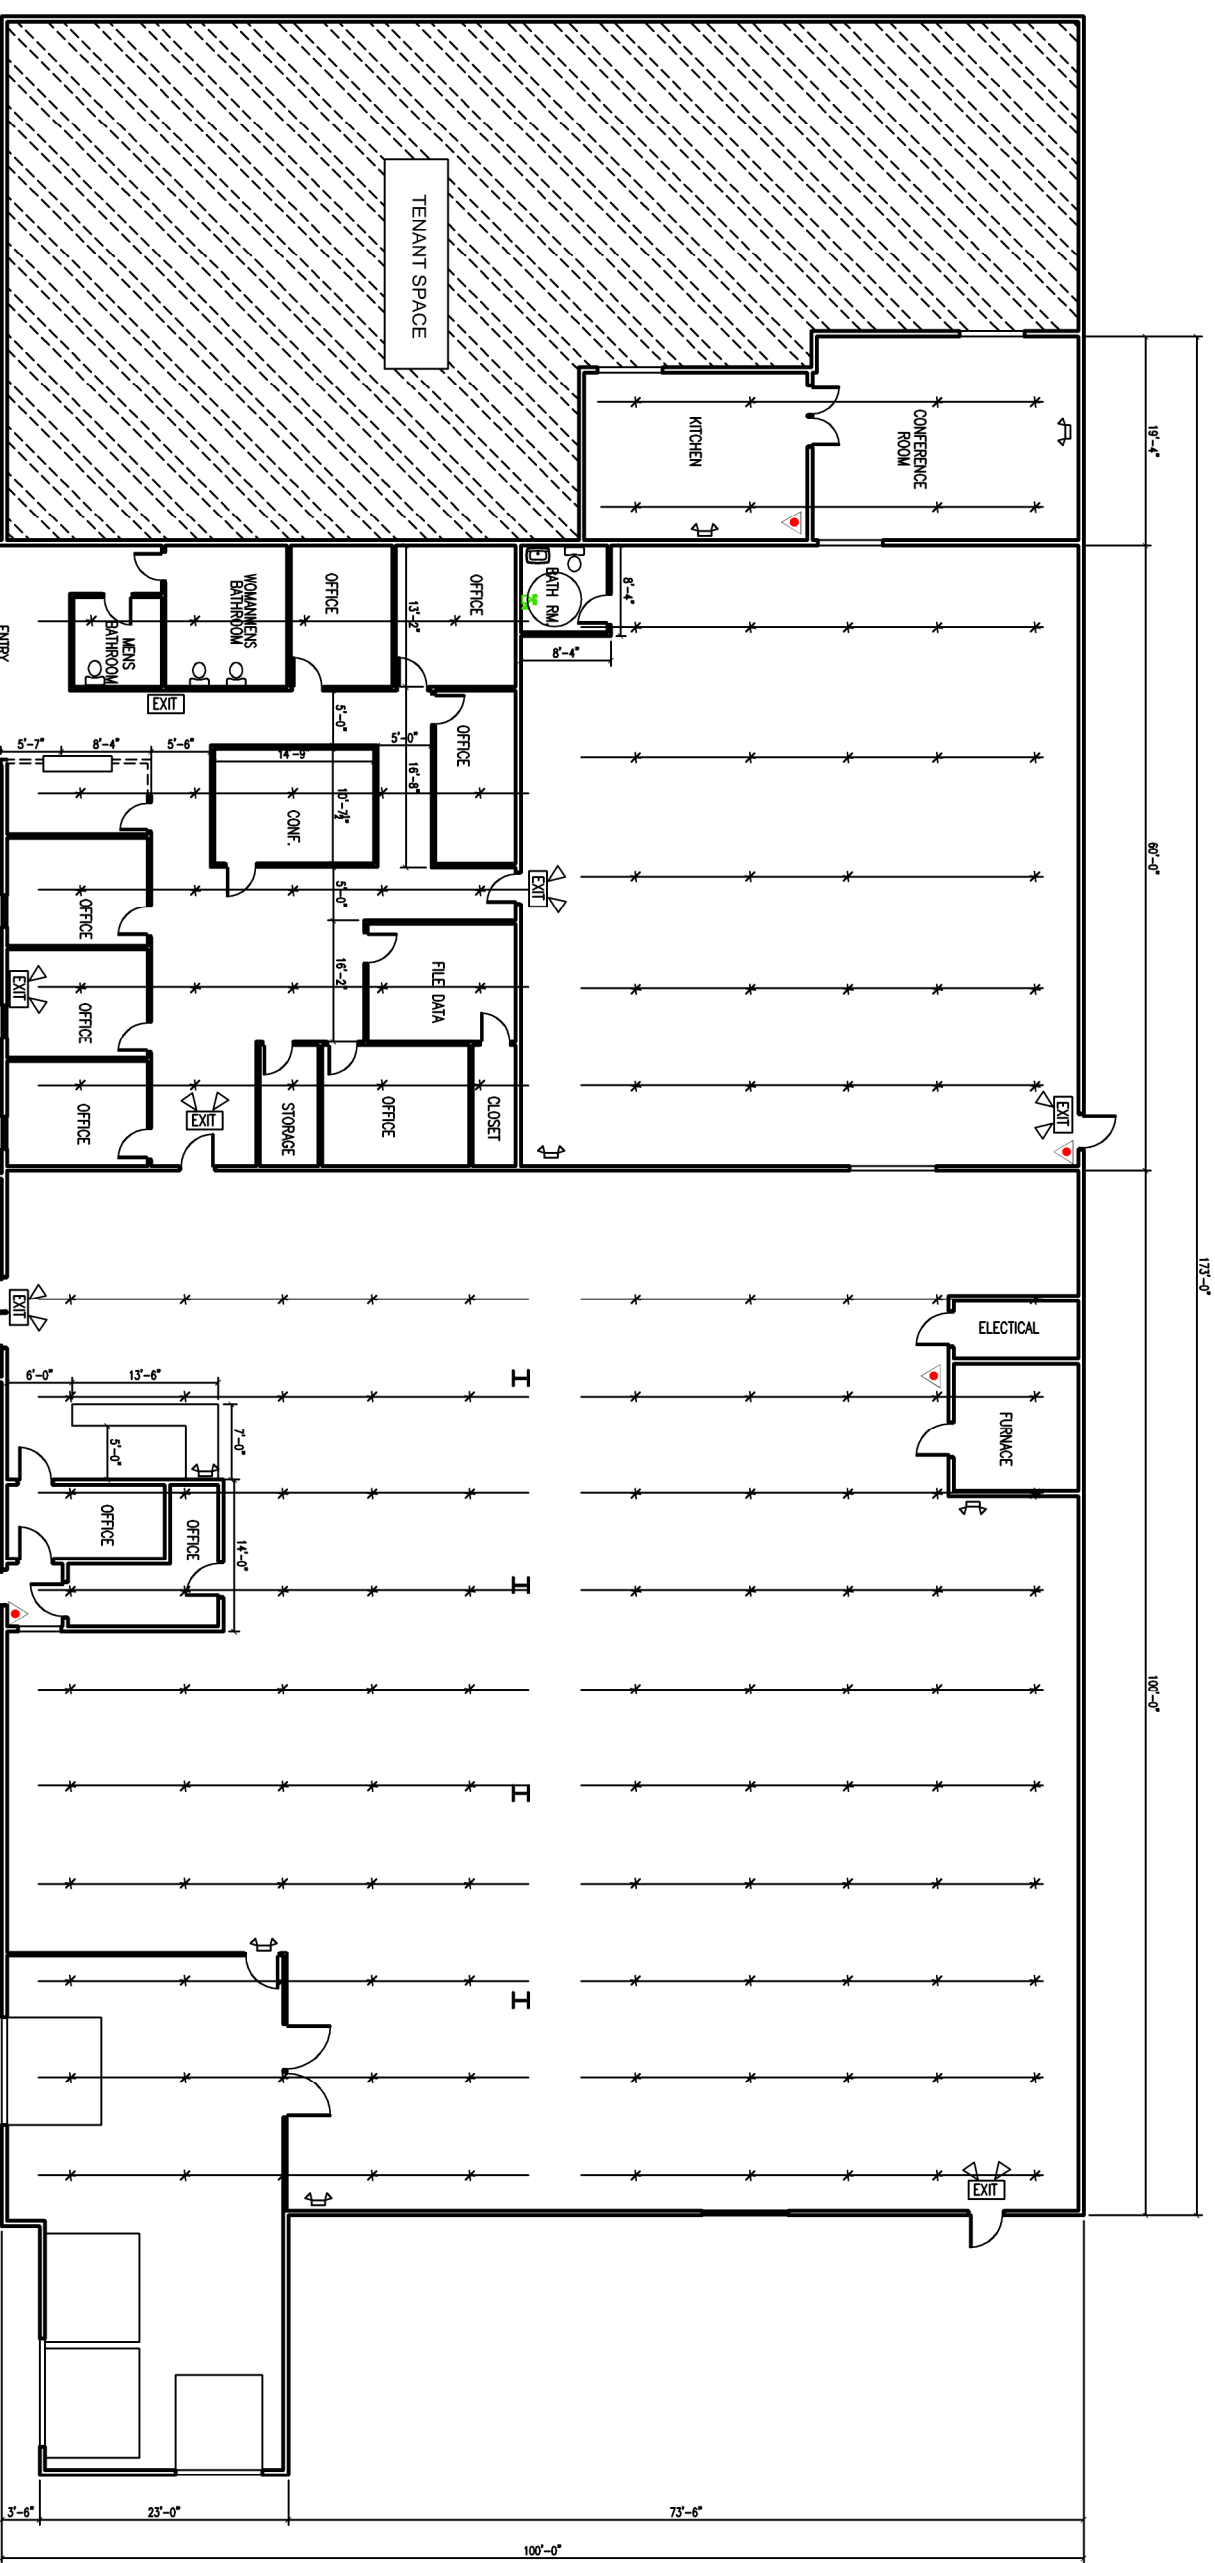 TENANT SPACE
19'-4"
CONFERENCE
ROOM
KITCHEN
173'-0"
60'-0"
100'-0"
BATH RM.
8'-4"
8'-4"
OFFICE
13'-2"
OFFICE
WOMANMENS
BATHROOM
MENS
BATHROOM
ENTRY
EXIT
5'-7"
8'-4"
5'-6"
5'-0"
5'-0"
OFFICE
14'-9"
16'-8"
10'-7½"
CONF.
EXIT
5'-0"
OFFICE
FILE DATA
16'-2"
EXIT
OFFICE
EXIT
EXIT
STORAGE
OFFICE
CLOSET
OFFICE
EXIT
ELECTICAL
FURNACE
6'-0"
13'-6"
7'-0"
5'-0"
OFFICE
OFFICE
14'-0"
EXIT
3'-6"
23'-0"
73'-6"
100'-0"